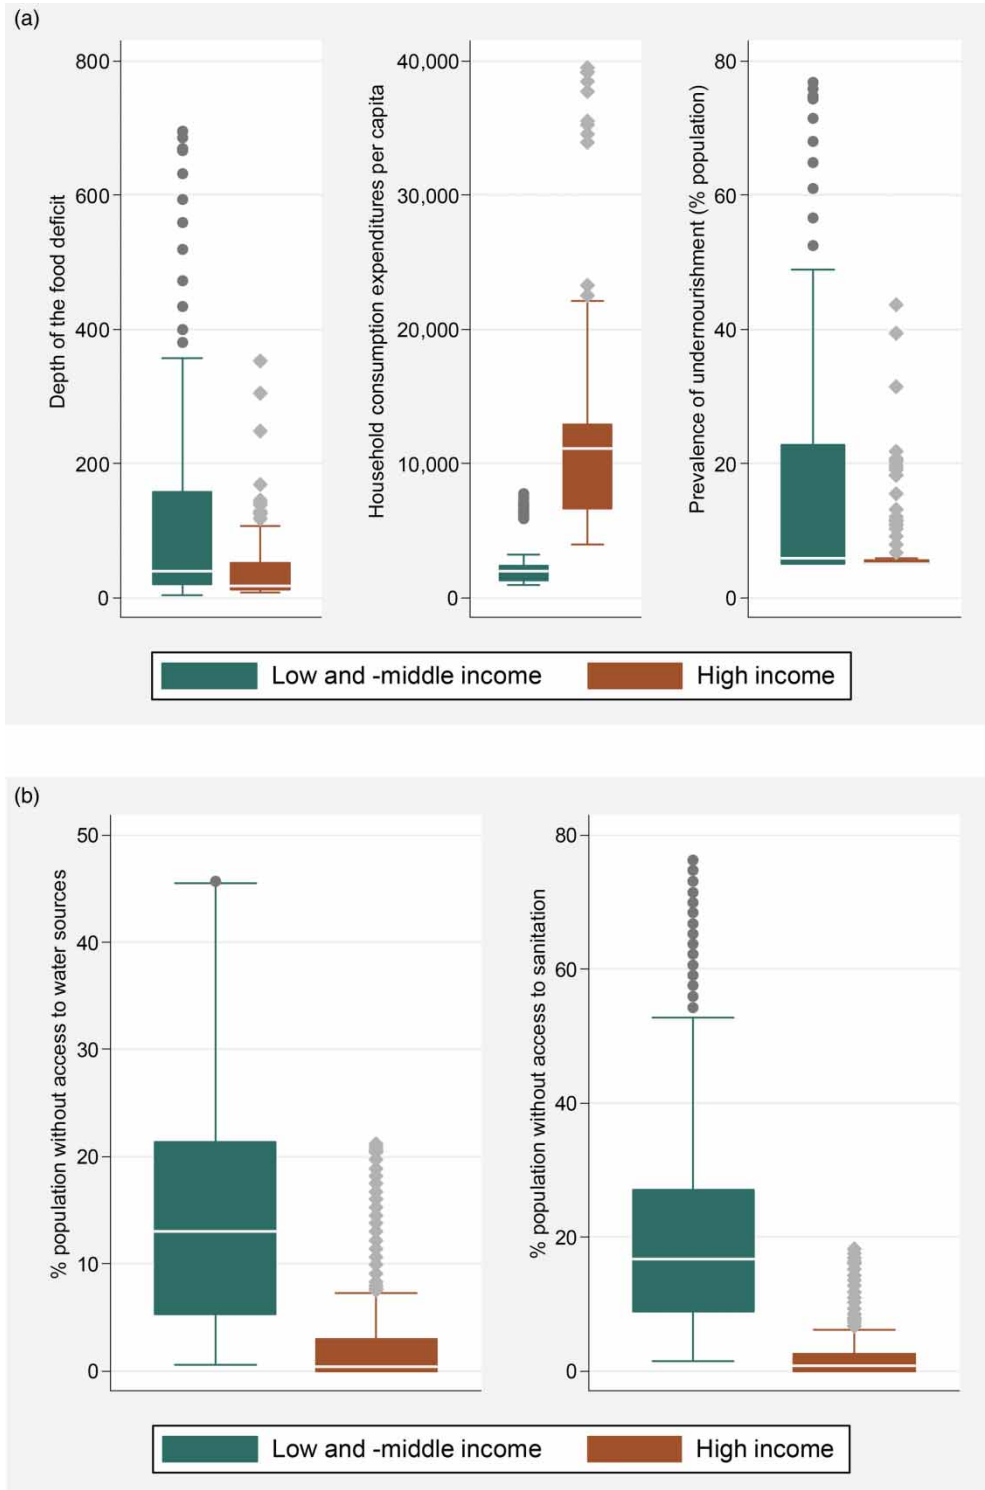 (a)
Depth of the food deficit
800
600
400
200
0
Household consumption expenditures per capita
40,000
30,000
20,000
10,000
0
Prevalence of undernourishment (% population)
80
60
40
20
0
Low and -middle income
High income
(b)
% population without access to water sources
50
40
30
20
10
0
% population without access to sanitation
80
60
40
20
0
Low and -middle income
High income